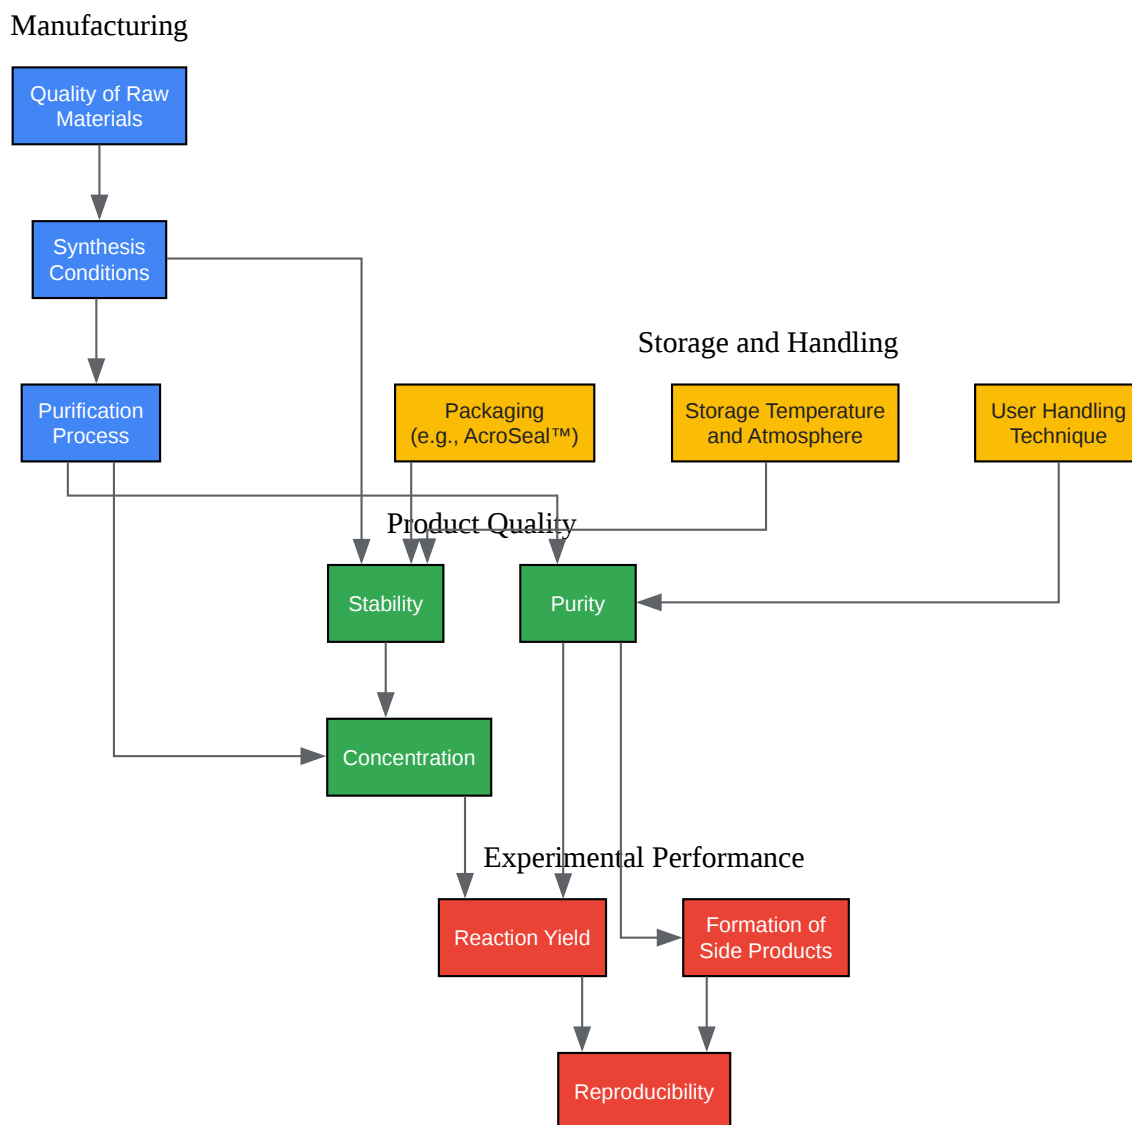 Manufacturing
Quality of Raw
Materials
Synthesis
Conditions
Storage and Handling
Purification
Process
Packaging
(e.g., AcroSeal™)
Storage Temperature
and Atmosphere
User Handling
Technique
Product Quality
Stability
Purity
Concentration
Experimental Performance
Reaction Yield
Formation of
Side Products
Reproducibility